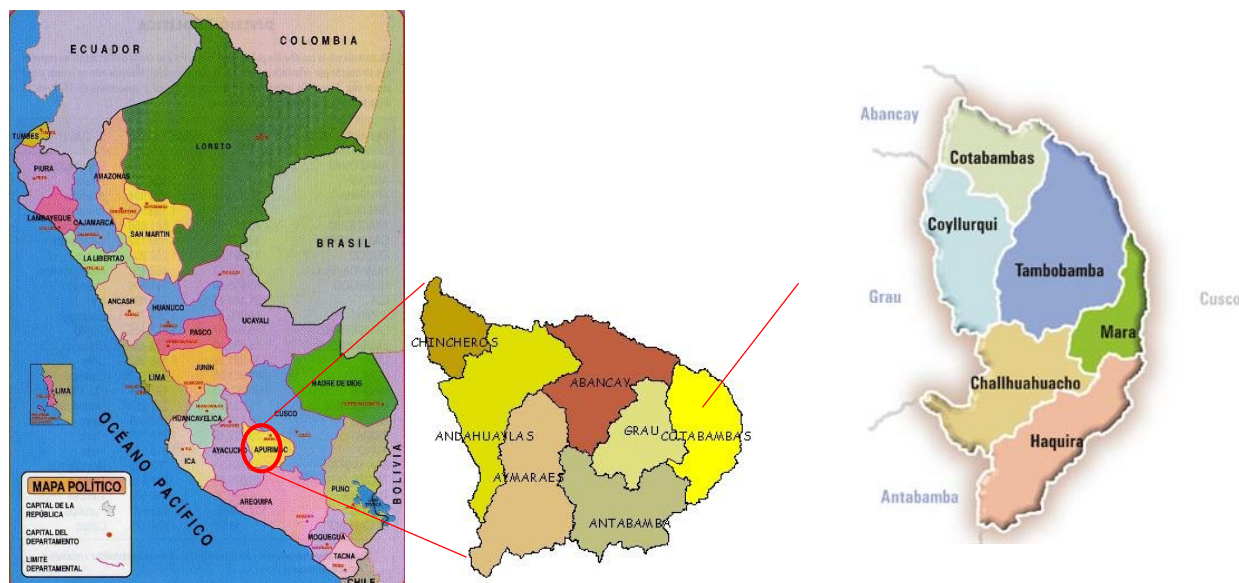 COLOMBIA
ECUADOR
TUMBES
LORETO
PIURA
AMAZONAS
LAMBAYEQUE
CAJAMARCA
SAN MARTIN
BRASIL
LA LIBERTAD
ANCASH
HUANUCO
UCAYALI
PASCO
JUNIN
LIMA
LIMA
MADRE DE DIOS
HUANCAVELICA
CUSCO
AYACUCHO
APURIMAC
ICA
PUNO
BOLIVIA
AREQUIPA
MOQUEGUA
TACNA
CHILE
OCÉANO PACÍFICO
MAPA POLÍTICO
CAPITAL DE LA
REPÚBLICA
CAPITAL DEL
DEPARTAMENTO
LIMITE
DEPARTAMENTAL
CHINCHEROS
ABANCAY
ANDAHUAYLAS
GRAU
COTABAMBAS
AYMARAES
ANTABAMBA
Abancay
Cotabambas
Coyllurqui
Tambobamba
Grau
Cusco
Mara
Challhuahuacho
Haquira
Antabamba